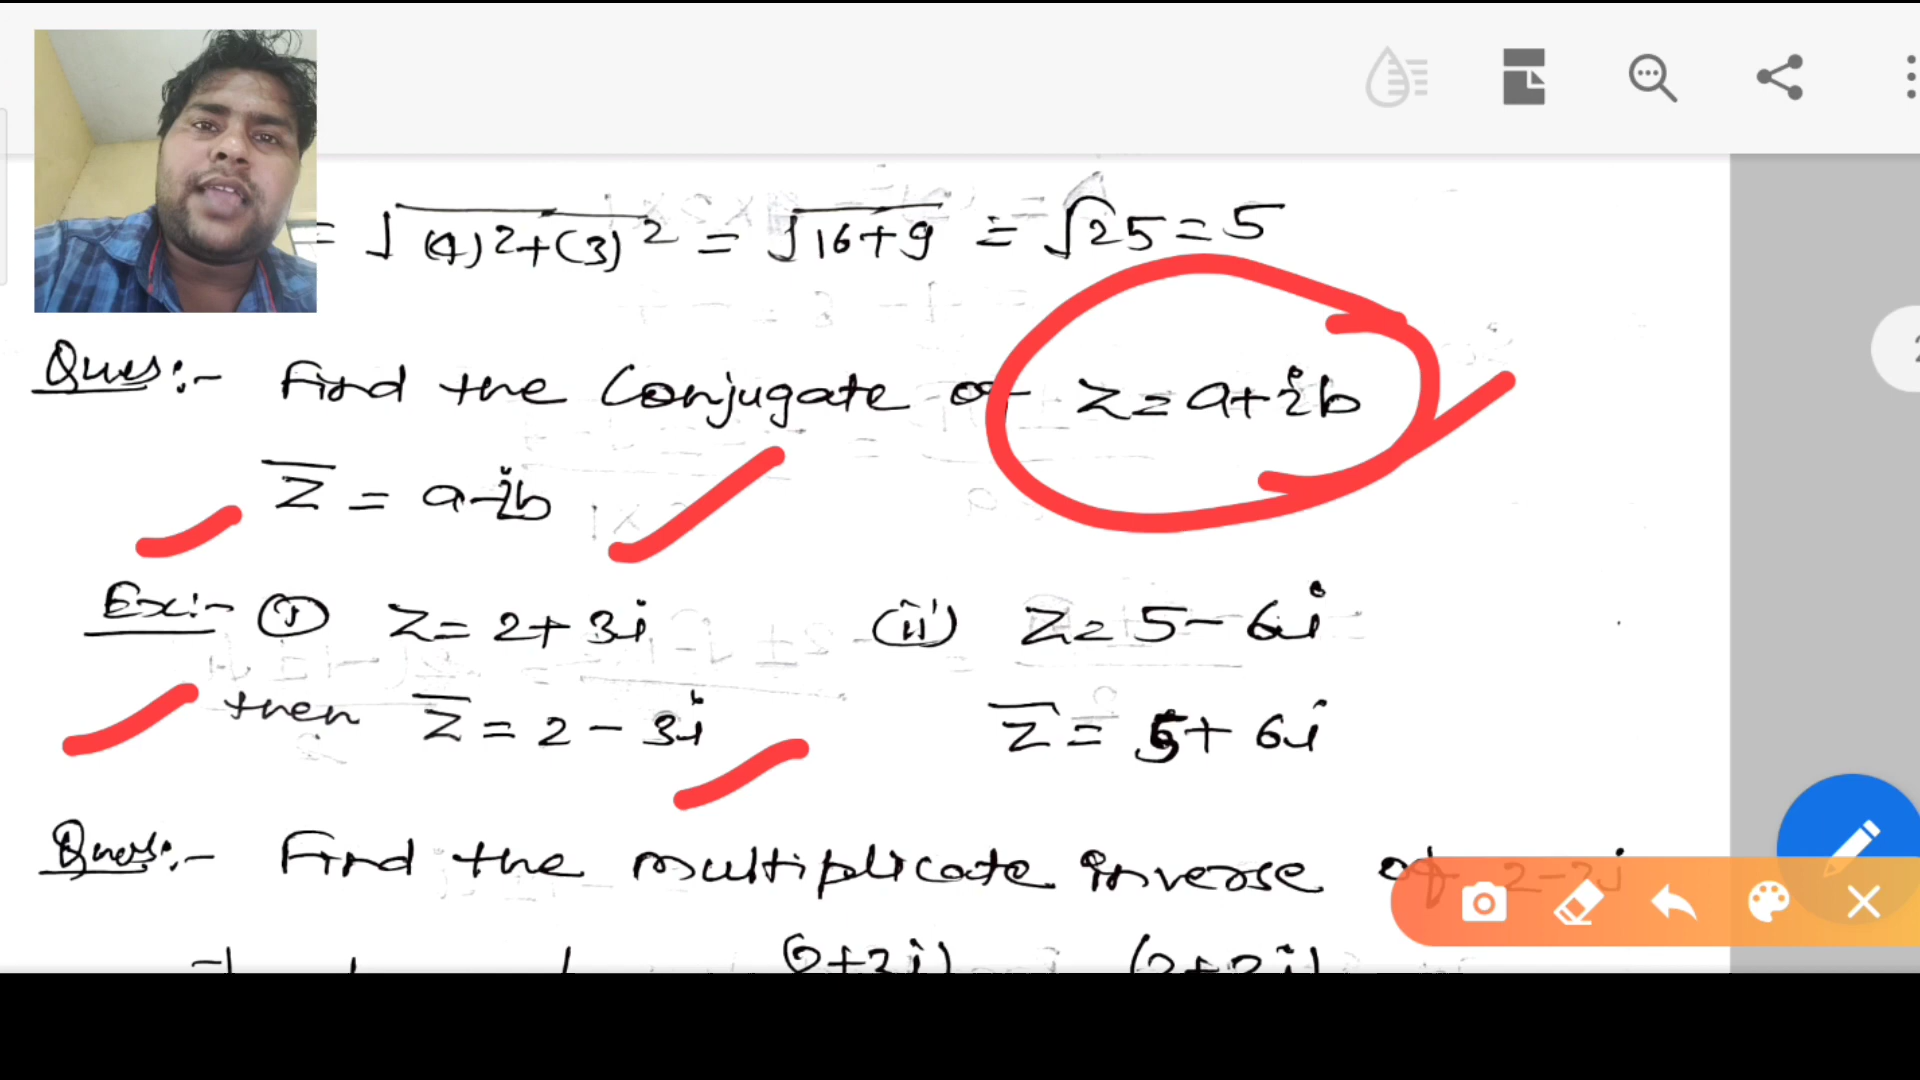 = √(4)²+(3)² = √16+9 = √25 = 5
Ques:- Find the Conjugate of z = a+ib
z̅ = a-ib
Ex:- (i) z = 2+3i (ii) z = 5-6i
then z̅ = 2-3i z̅ = 5+6i
Ques:- Find the multiplicate inverse of